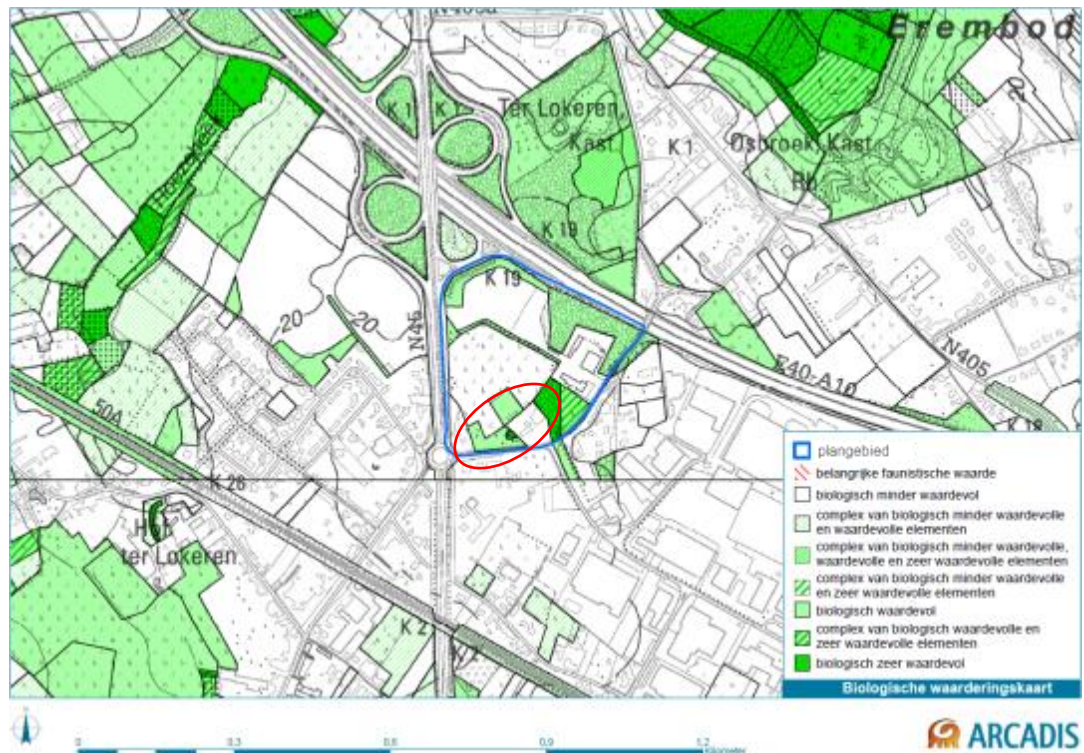 Erembod
Ter Lokeren,
Kast.
K 1
Osbroek, Kast.
Rh
20
K 19
K 19
20
20
N45
E40-A10
N405
K 18
50A
K 26
Hof
ter Lokeren
K 2
plangebied
belangrijke faunistische waarde
biologisch minder waardevol
complex van biologisch minder waardevolle
en waardevolle elementen
complex van biologisch minder waardevolle,
waardevolle en zeer waardevolle elementen
complex van biologisch minder waardevolle
en zeer waardevolle elementen
biologisch waardevol
complex van biologisch waardevolle en
zeer waardevolle elementen
biologisch zeer waardevol
Biologische waarderingskaart
0 0.3 0.6 0.9 1.2
Kilometer
ARCADIS